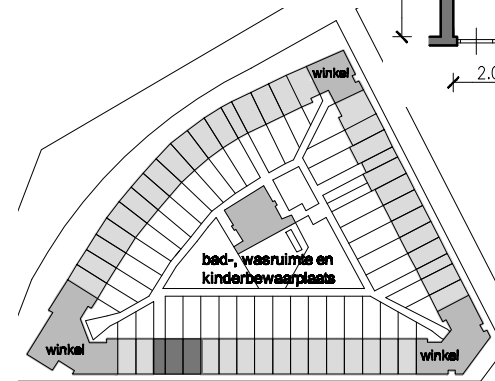 winkel
2.0
bad-, wasruimte en
kinderbewaarplaats
winkel
winkel